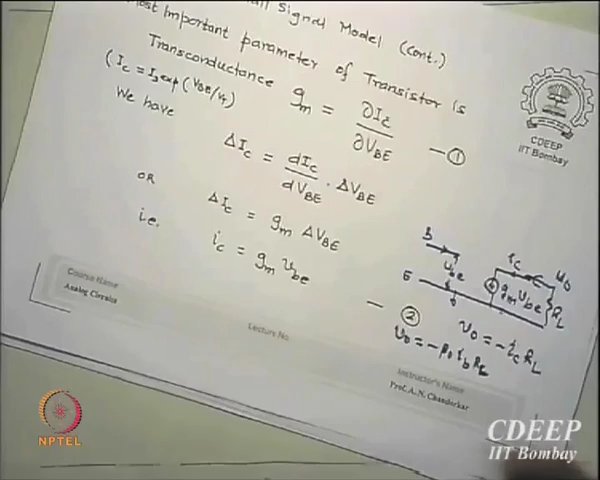 Small Signal Model (Cont.)
Most Important parameter of Transistor is
Transconductance gm = ∂Ic / ∂VBE — ①
(Ic = Is exp (VBE/VT)
We have
ΔIc = dIc / dVBE · ΔVBE
OR
ΔIc = gm ΔVBE
i.e.
ic = gm vbe — ②
B
E
vbe
gm vbe
ic
vo
RL
vo = - ic RL
vo = - β0 ib RL
Course Name
Analog Circuits
Lecture No.
Instructor's Name
Prof. A. N. Chandorkar
CDEEP
IIT Bombay
NPTEL
CDEEP
IIT Bombay